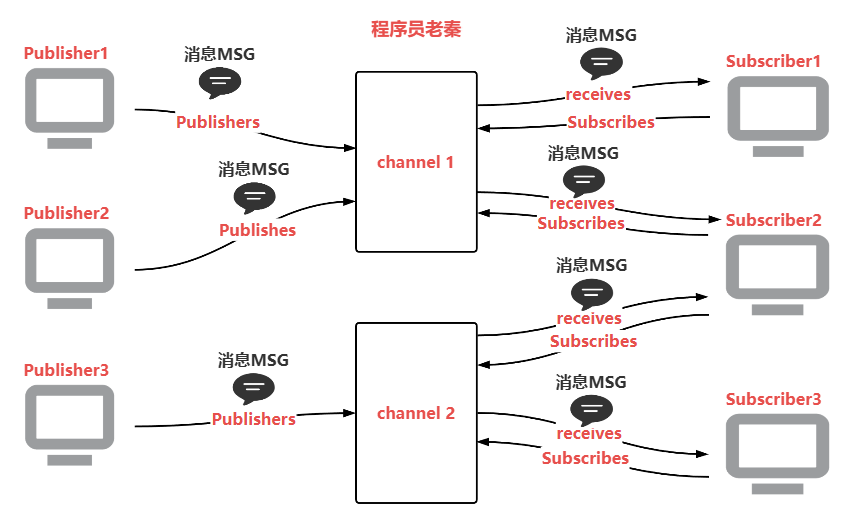 程序员老秦
Publisher1
消息MSG
Publishers
channel 1
消息MSG
receives
Subscribes
Subscriber1
Publisher2
消息MSG
Publishes
消息MSG
receives
Subscribes
Subscriber2
消息MSG
receives
Subscribes
Publisher3
消息MSG
Publishers
channel 2
消息MSG
receives
Subscribes
Subscriber3